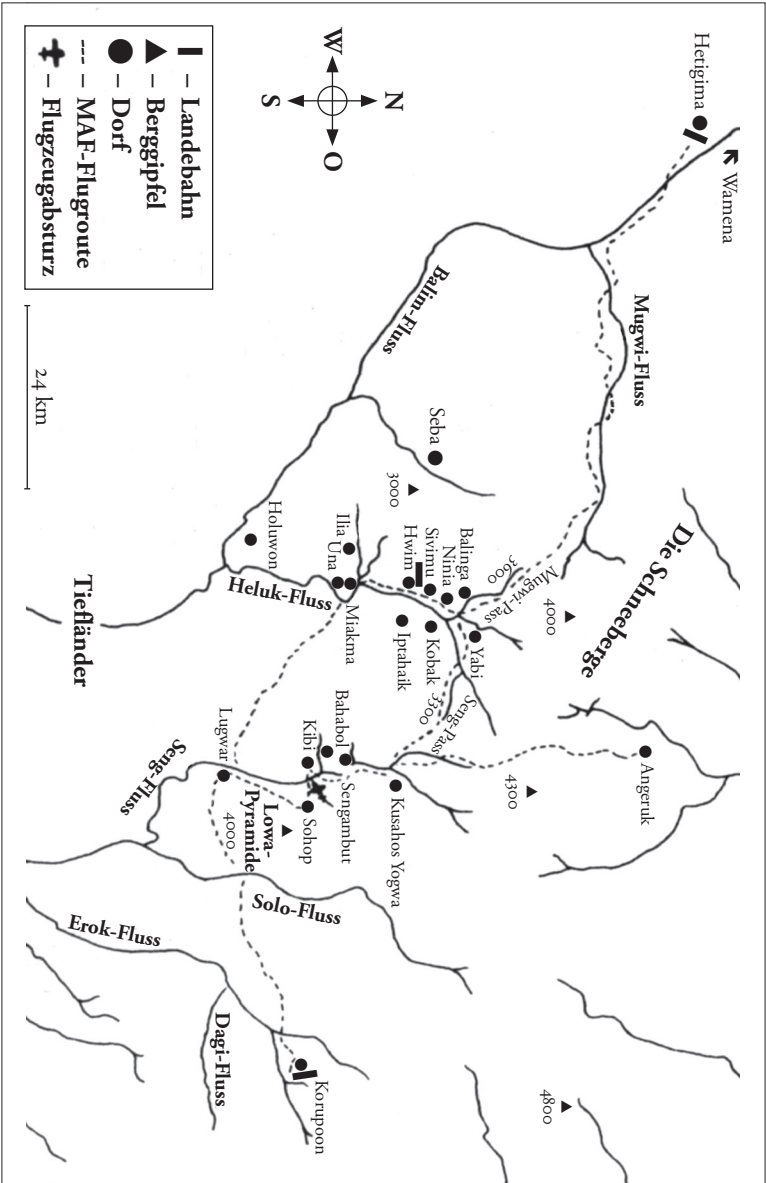 Hetigima
Wamena
N
W
O
S
Mugwi-Fluss
Balim-Fluss
Die Schneeberge
Seba
3000
3600
Mugwi-Pass
4000
Balinga
Ninia
Sivimu
Hwim
Yabi
Kobak
Iptahaik
3300
Seng-Pass
Angeruk
4300
Ilia
Una
Miakma
Holuwon
Heluk-Fluss
Tiefländer
Kusahos Yogwa
Bahabol
Sengambut
Kibi
Sohop
Lugwar
Lowa-
Pyramide
4000
Seng-Fluss
Solo-Fluss
Erok-Fluss
Dagi-Fluss
Korupoon
4800
– Landebahn
– Berggipfel
– Dorf
– MAF-Flugroute
– Flugzeugabsturz
24 km